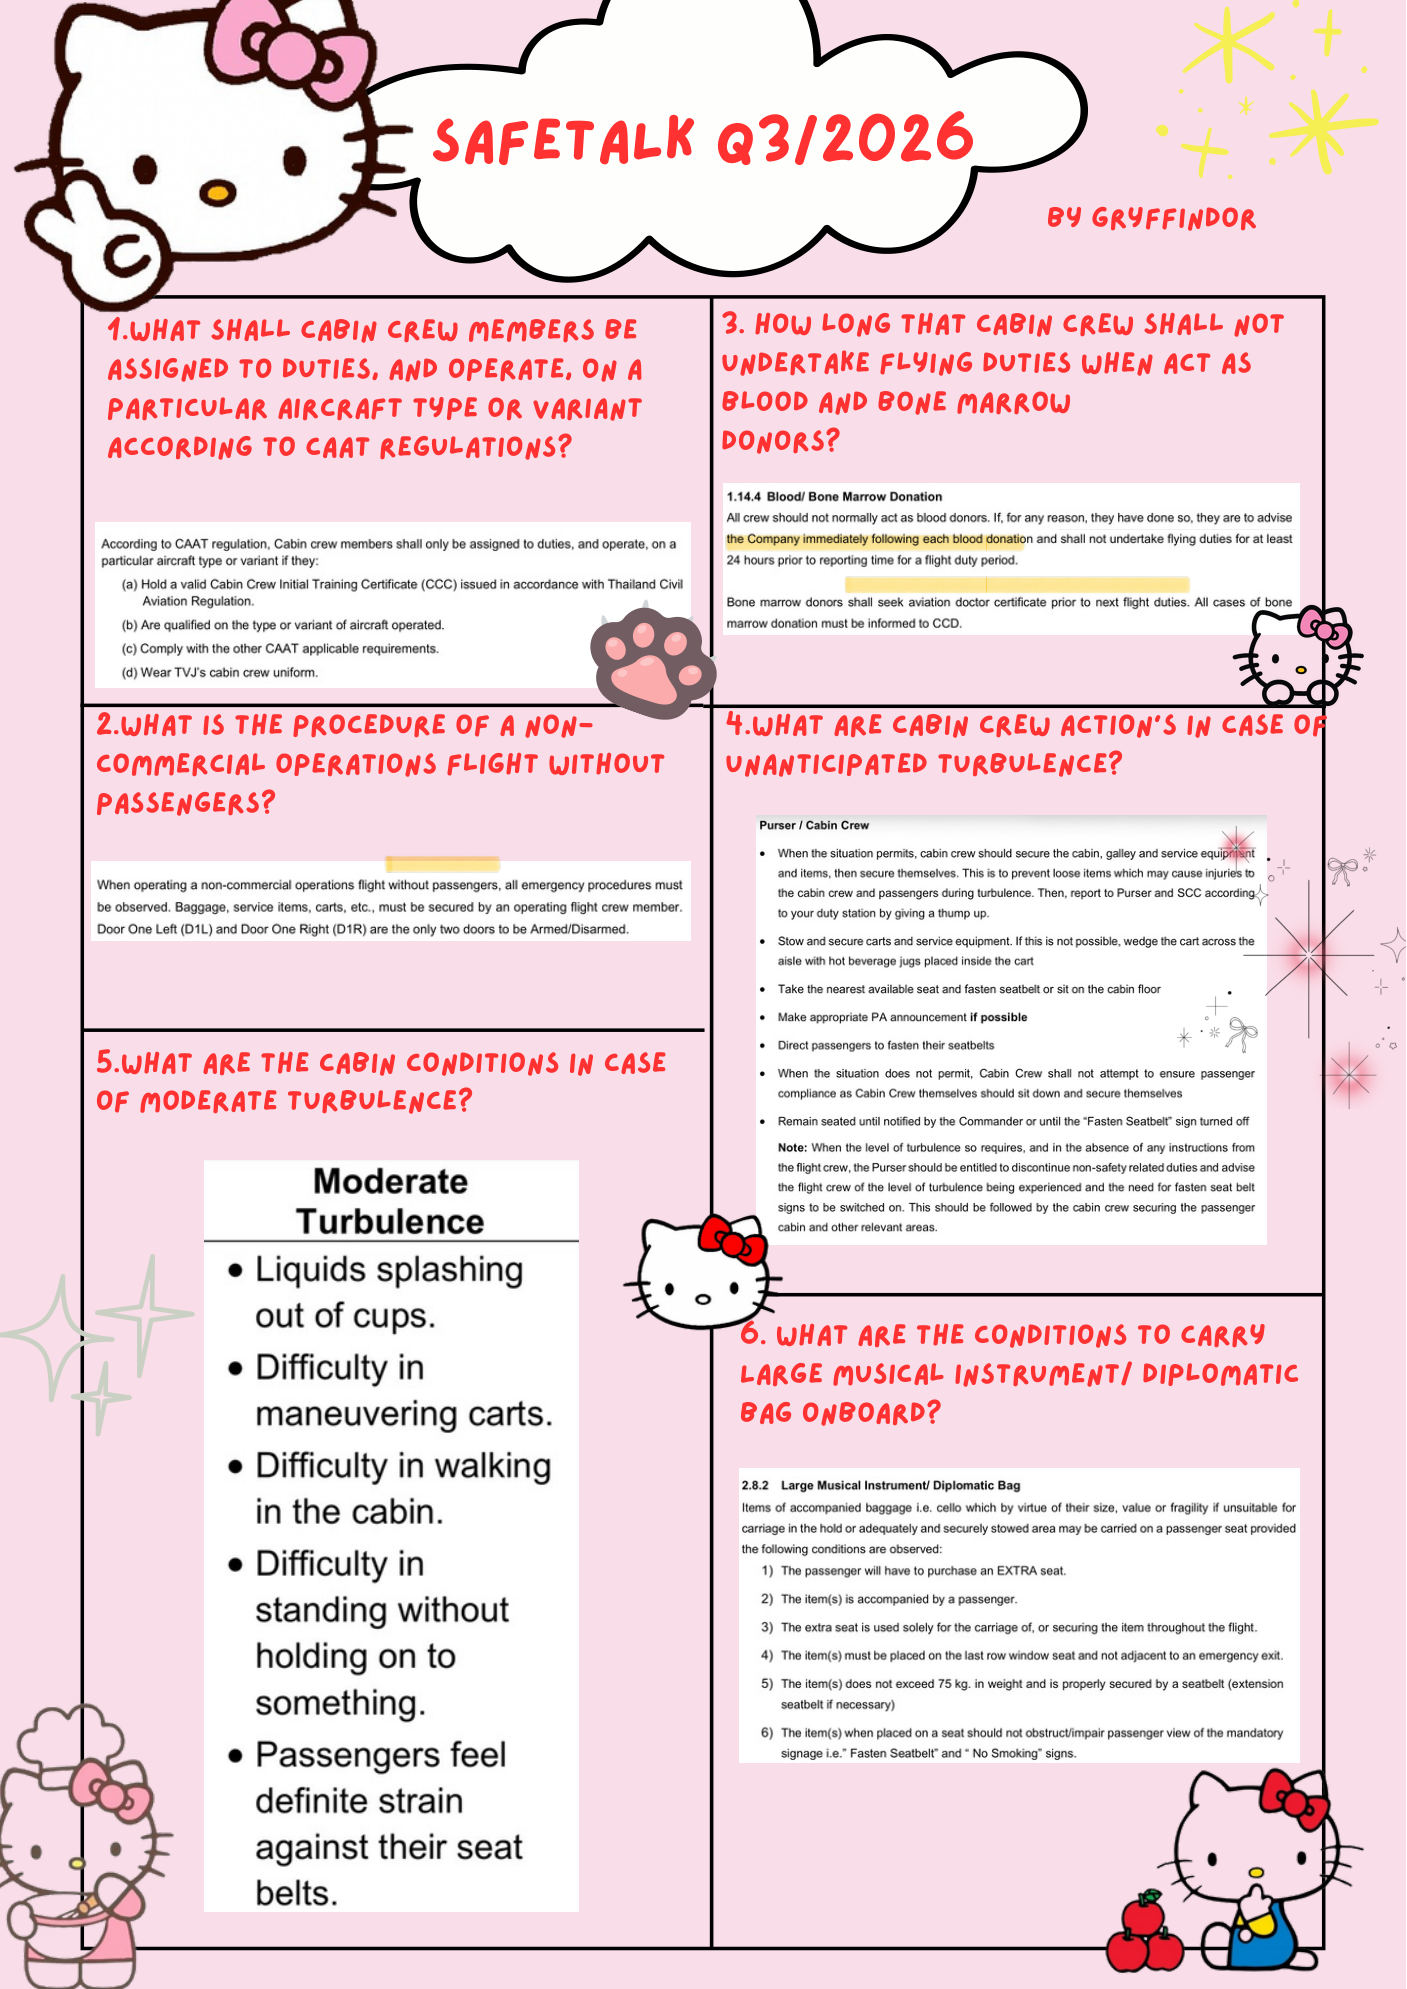 SAFETALK Q3/2026
BY GRYFFINDOR
1.WHAT SHALL CABIN CREW MEMBERS BE
ASSIGNED TO DUTIES, AND OPERATE, ON A
PARTICULAR AIRCRAFT TYPE OR VARIANT
ACCORDING TO CAAT REGULATIONS?
According to CAAT regulation, Cabin crew members shall only be assigned to duties, and operate, on a
particular aircraft type or variant if they:
(a) Hold a valid Cabin Crew Initial Training Certificate (CCC) issued in accordance with Thailand Civil
Aviation Regulation.
(b) Are qualified on the type or variant of aircraft operated.
(c) Comply with the other CAAT applicable requirements.
(d) Wear TVJ's cabin crew uniform.
2.WHAT IS THE PROCEDURE OF A NON-
COMMERCIAL OPERATIONS FLIGHT WITHOUT
PASSENGERS?
When operating a non-commercial operations flight without passengers, all emergency procedures must
be observed. Baggage, service items, carts, etc., must be secured by an operating flight crew member.
Door One Left (D1L) and Door One Right (D1R) are the only two doors to be Armed/Disarmed.
3. HOW LONG THAT CABIN CREW SHALL NOT
UNDERTAKE FLYING DUTIES WHEN ACT AS
BLOOD AND BONE MARROW
DONORS?
1.14.4 Blood/ Bone Marrow Donation
All crew should not normally act as blood donors. If, for any reason, they have done so, they are to advise
the Company immediately following each blood donation and shall not undertake flying duties for at least
24 hours prior to reporting time for a flight duty period.
Bone marrow donors shall seek aviation doctor certificate prior to next flight duties. All cases of bone
marrow donation must be informed to CCD.
4.WHAT ARE CABIN CREW ACTION'S IN CASE OF
UNANTICIPATED TURBULENCE?
Purser / Cabin Crew
• When the situation permits, cabin crew should secure the cabin, galley and service equipment
and items, then secure themselves. This is to prevent loose items which may cause injuries to
the cabin crew and passengers during turbulence. Then, report to Purser and SCC according
to your duty station by giving a thump up.
• Stow and secure carts and service equipment. If this is not possible, wedge the cart across the
aisle with hot beverage jugs placed inside the cart
• Take the nearest available seat and fasten seatbelt or sit on the cabin floor
• Make appropriate PA announcement if possible
• Direct passengers to fasten their seatbelts
• When the situation does not permit, Cabin Crew shall not attempt to ensure passenger
compliance as Cabin Crew themselves should sit down and secure themselves
• Remain seated until notified by the Commander or until the “Fasten Seatbelt” sign turned off
Note: When the level of turbulence so requires, and in the absence of any instructions from
the flight crew, the Purser should be entitled to discontinue non-safety related duties and advise
the flight crew of the level of turbulence being experienced and the need for fasten seat belt
signs to be switched on. This should be followed by the cabin crew securing the passenger
cabin and other relevant areas.
5.WHAT ARE THE CABIN CONDITIONS IN CASE
OF MODERATE TURBULENCE?
Moderate
Turbulence
• Liquids splashing
out of cups.
• Difficulty in
maneuvering carts.
• Difficulty in walking
in the cabin.
• Difficulty in
standing without
holding on to
something.
• Passengers feel
definite strain
against their seat
belts.
6. WHAT ARE THE CONDITIONS TO CARRY
LARGE MUSICAL INSTRUMENT/ DIPLOMATIC
BAG ONBOARD?
2.8.2 Large Musical Instrument/ Diplomatic Bag
Items of accompanied baggage i.e. cello which by virtue of their size, value or fragility if unsuitable for
carriage in the hold or adequately and securely stowed area may be carried on a passenger seat provided
the following conditions are observed:
1) The passenger will have to purchase an EXTRA seat.
2) The item(s) is accompanied by a passenger.
3) The extra seat is used solely for the carriage of, or securing the item throughout the flight.
4) The item(s) must be placed on the last row window seat and not adjacent to an emergency exit.
5) The item(s) does not exceed 75 kg. in weight and is properly secured by a seatbelt (extension
seatbelt if necessary)
6) The item(s) when placed on a seat should not obstruct/impair passenger view of the mandatory
signage i.e.” Fasten Seatbelt” and “ No Smoking” signs.